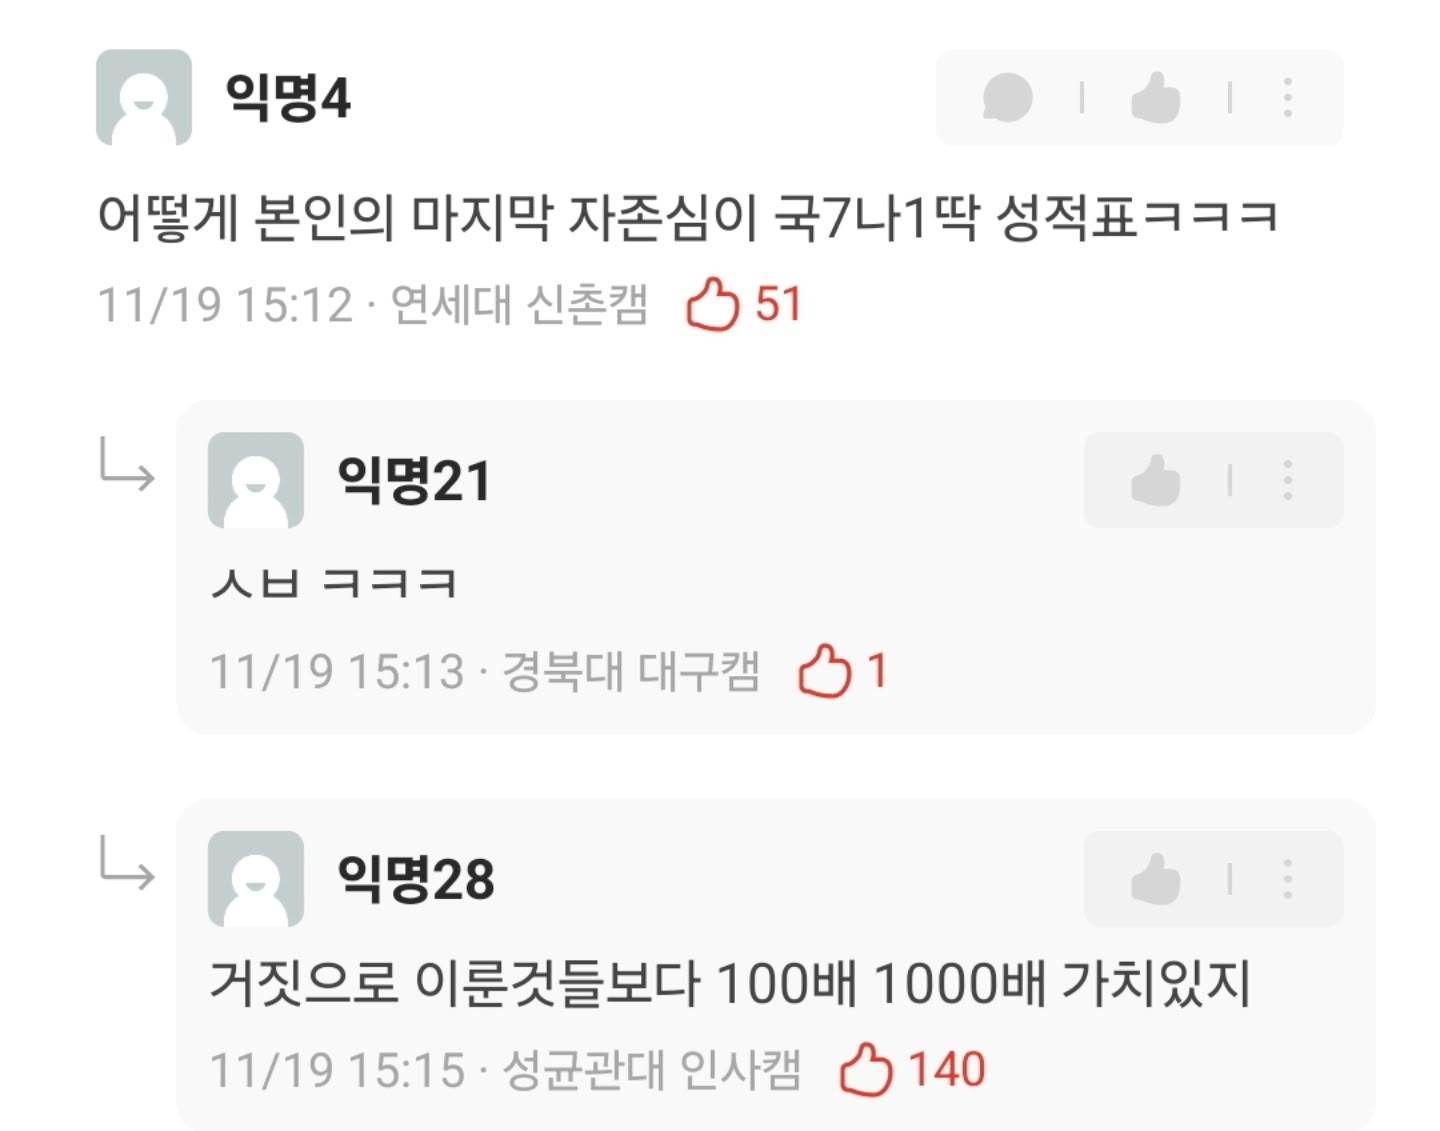 익명4
어떻게 본인의 마지막 자존심이 국7나1딱 성적표ㅋㅋㅋ
11/19 15:12 · 연세대 신촌캠 51
익명21
ㅅㅂ ㅋㅋㅋ
11/19 15:13 · 경북대 대구캠 1
익명28
거짓으로 이룬것들보다 100배 1000배 가치있지
11/19 15:15 · 성균관대 인사캠 140